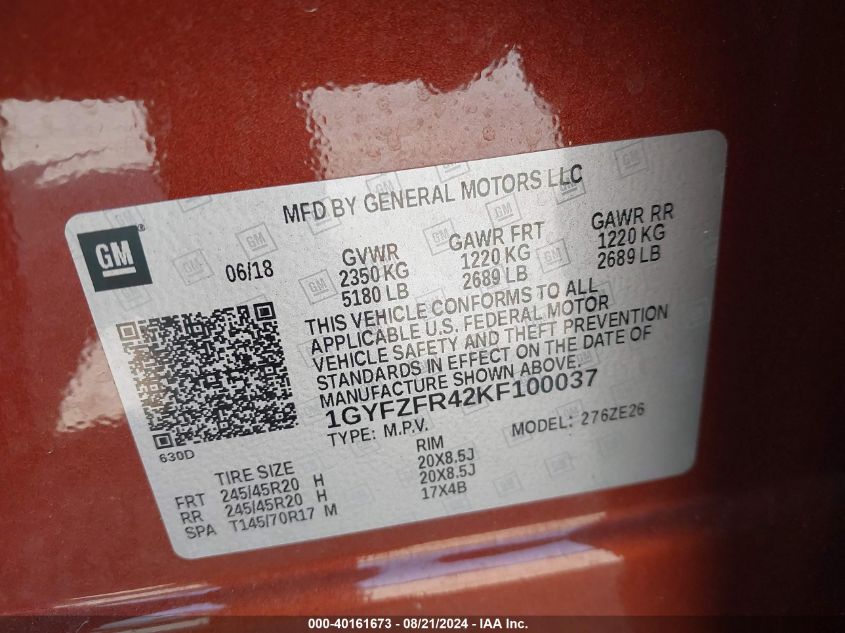 MFD BY GENERAL MOTORS LLC
GM
06/18
GVWR
2350 KG
5180 LB
GAWR FRT
1220 KG
2689 LB
GAWR RR
1220 KG
2689 LB
THIS VEHICLE CONFORMS TO ALL
APPLICABLE U.S. FEDERAL MOTOR
VEHICLE SAFETY AND THEFT PREVENTION
STANDARDS IN EFFECT ON THE DATE OF
MANUFACTURE SHOWN ABOVE.
1GYFZFR42KF100037
TYPE: M.P.V. MODEL: 276ZE26
630D
TIRE SIZE RIM
FRT 245/45R20 H 20X8.5J
RR 245/45R20 H 20X8.5J
SPA T145/70R17 M 17X4B
000-40161673 - 08/21/2024 - IAA Inc.